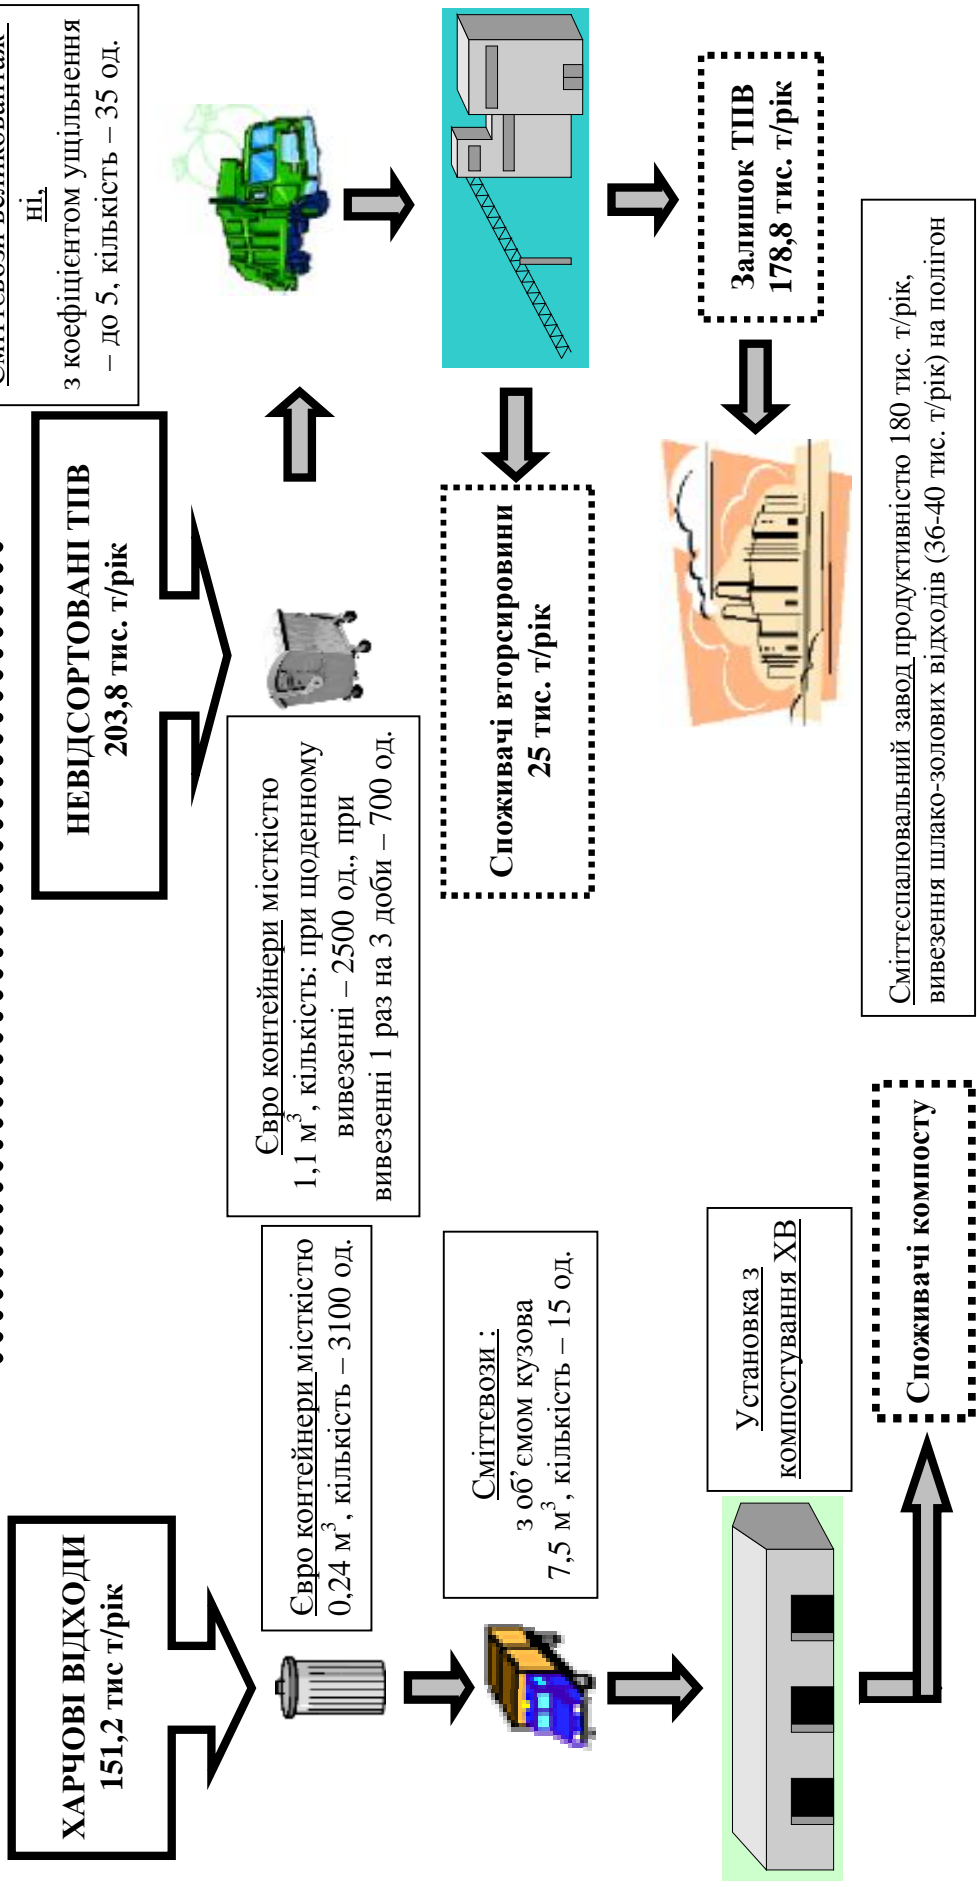 ХАРЧОВІ ВІДХОДИ
151,2 тис т/рік
Євро контейнери місткістю
0,24 м³, кількість – 3100 од.
Сміттєвози :
з об’ємом кузова
7,5 м³, кількість – 15 од.
Установка з
компостування ХВ
Споживачі компосту
НЕВІДСОРТОВАНІ ТПВ
203,8 тис. т/рік
Євро контейнери місткістю
1,1 м³, кількість: при щоденному
вивезенні – 2500 од., при
вивезенні 1 раз на 3 доби – 700 од.
ні,
з коефіцієнтом ущільнення
– до 5, кількість – 35 од.
Споживачі вторсировини
25 тис. т/рік
Залишок ТПВ
178,8 тис. т/рік
Сміттєспалювальний завод продуктивністю 180 тис. т/рік,
вивезення шлако-золових відходів (36-40 тис. т/рік) на полігон